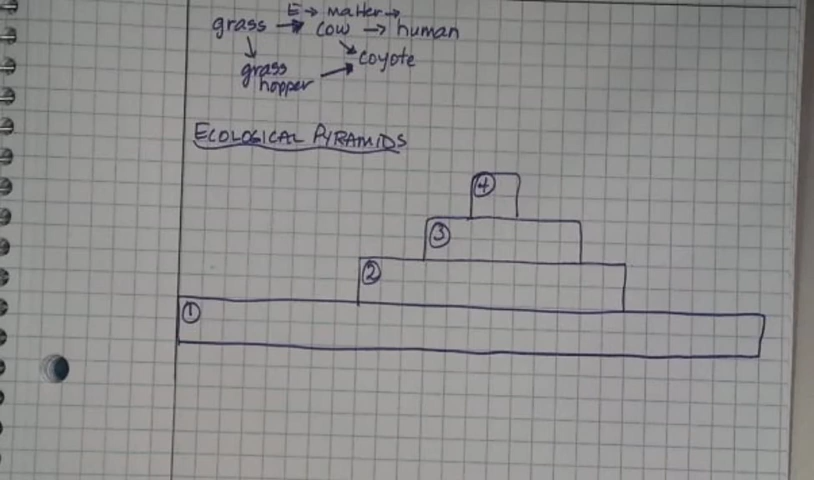 E → matter →
grass → cow → human
↓ ↘
grass → coyote
hopper
ECOLOGICAL PYRAMIDS
④
③
②
①